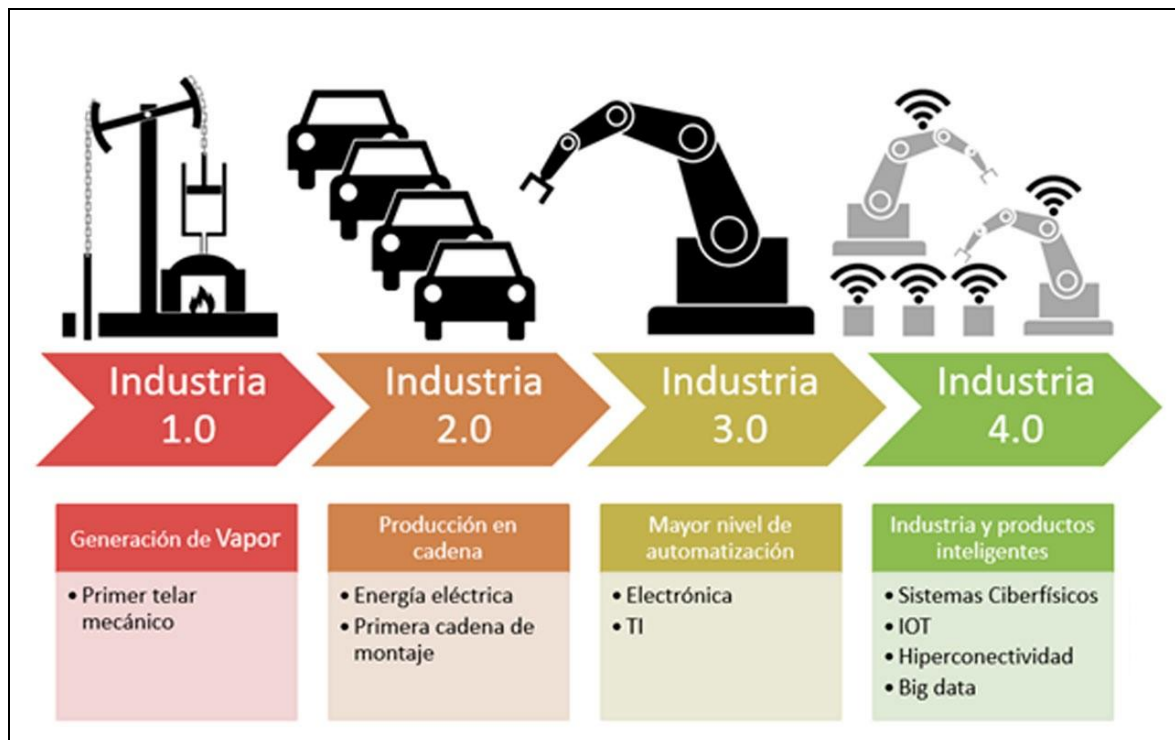 Industria
1.0
Industria
2.0
Industria
3.0
Industria
4.0
Generación de Vapor
• Primer telar
mecánico
Producción en
cadena
• Energía eléctrica
• Primera cadena de
montaje
Mayor nivel de
automatización
• Electrónica
• TI
Industria y productos
inteligentes
• Sistemas Ciberfísicos
• IOT
• Hiperconectividad
• Big data